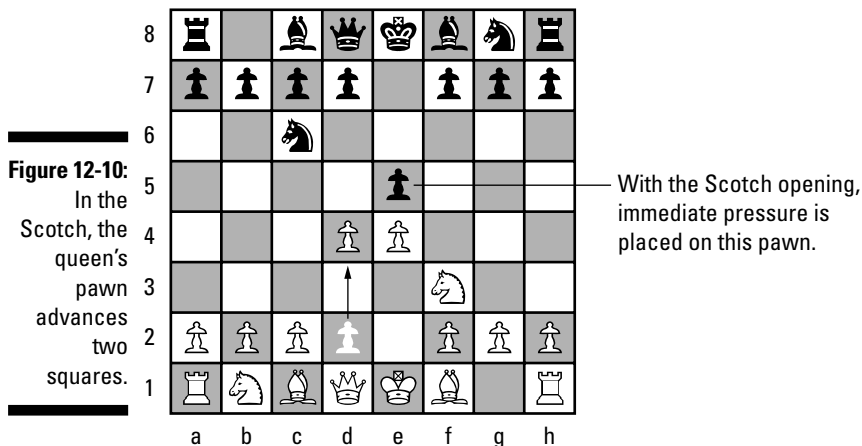 8
7
6
5
4
3
2
1
Figure 12-10:
In the
Scotch, the
queen's
pawn
advances
two
squares.
With the Scotch opening,
immediate pressure is
placed on this pawn.
a b c d e f g h